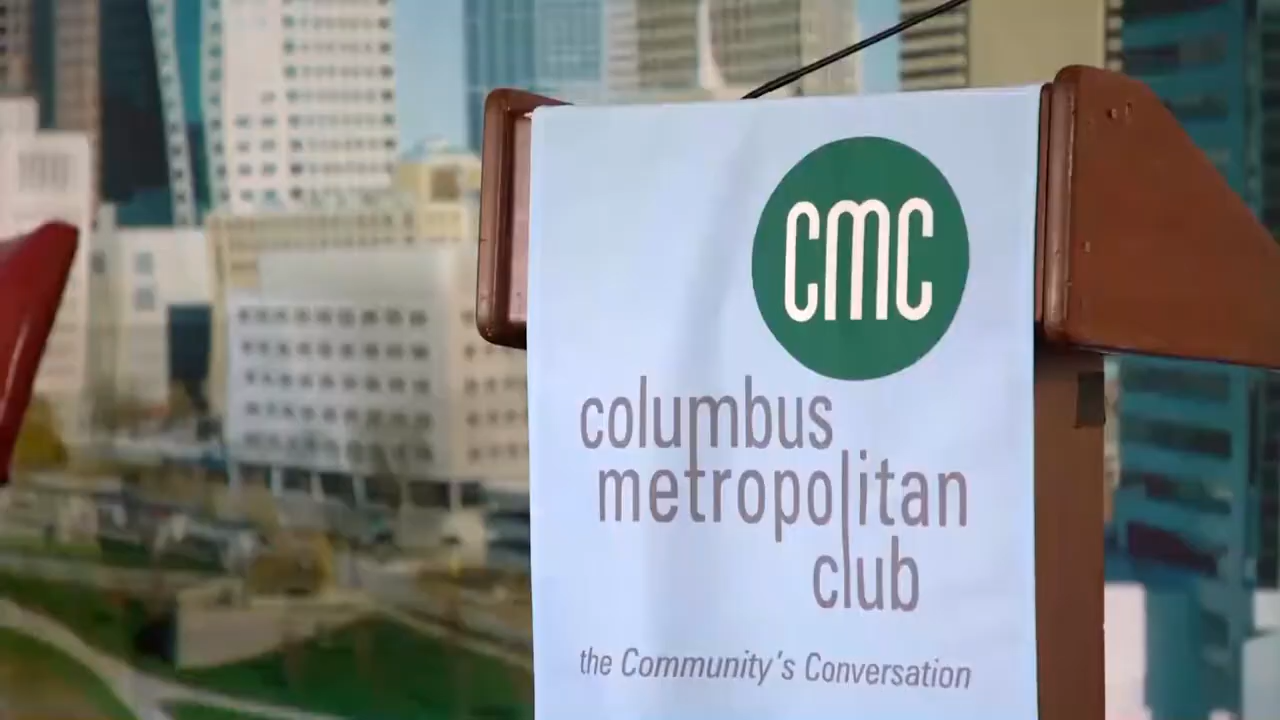 cmc
columbus
metropolitan
club
the Community's Conversation